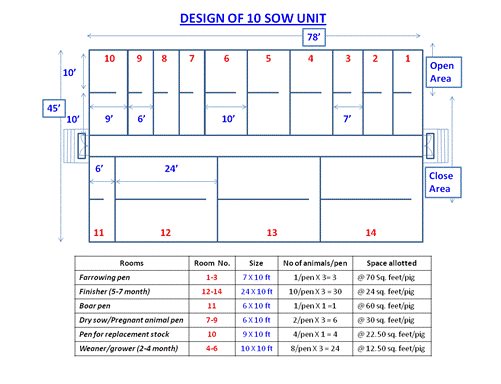 DESIGN OF 10 SOW UNIT
78’
10 9 8 7 6 5 4 3 2 1
Open Area
10’
45’
10’
9’ 6’ 10’ 7’
6’ 24’
Close Area
11 12 13 14
Rooms Room No. Size No of animals/pen Space allotted
Farrowing pen 1-3 7 X 10 ft 1/pen X 3= 3 @ 70 Sq. feet/pig
Finisher (5-7 month) 12-14 24 X 10 ft 10/pen X 3 = 30 @ 24 sq. feet/pig
Boar pen 11 6 X 10 ft 1/pen X 1 =1 @ 60 sq. feet/pig
Dry sow/Pregnant animal pen 7-9 6 X 10 ft 2/pen X 3 = 6 @ 30 sq. feet/pig
Pen for replacement stock 10 9 X 10 ft 4/pen X 1 = 4 @ 22.50 sq. feet/pig
Weaner/grower (2-4 month) 4-6 10 X 10 ft 8/pen X 3 = 24 @ 12.50 sq. feet/pig